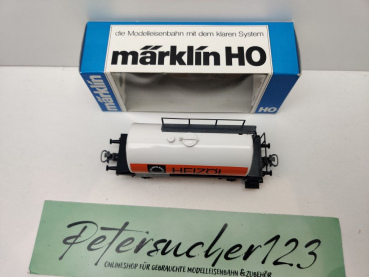 die Modelleisenbahn mit dem klaren System
märklin HO
märklin HO
HEIZÖL
Petersucher123
ONLINESHOP FÜR GEBRAUCHTE MODELLEISENBAHN & ZUBEHÖR